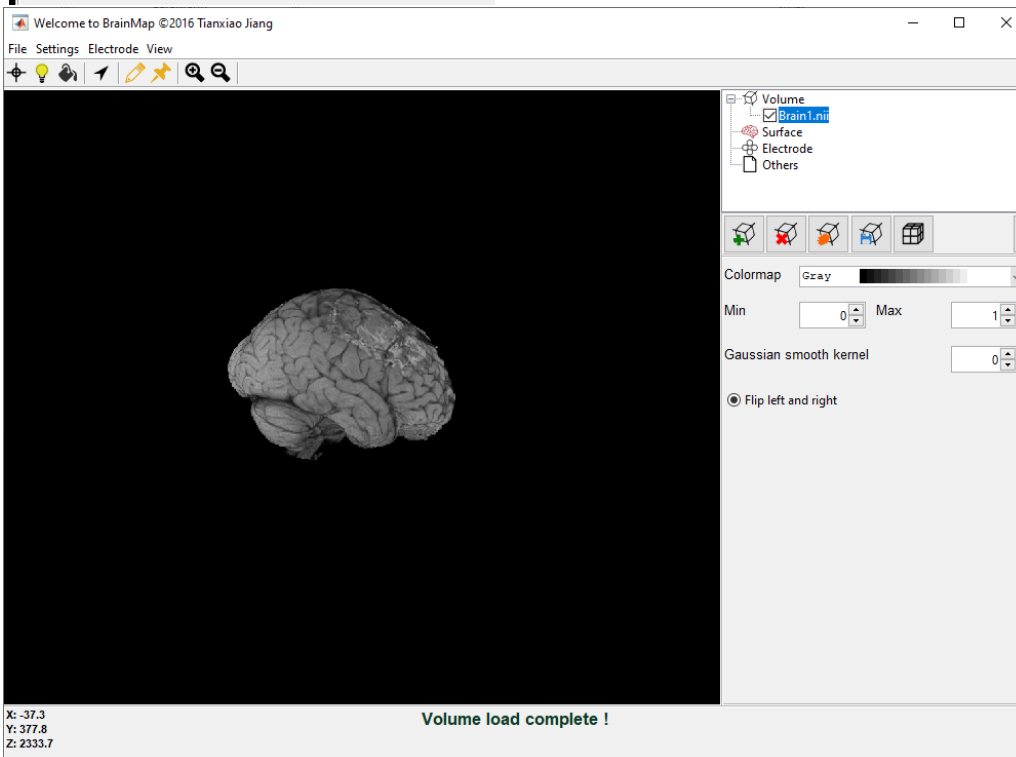 Welcome to BrainMap ©2016 Tianxiao Jiang
File Settings Electrode View
Volume
Brain1.nii
Surface
Electrode
Others
Colormap Gray
Min 0 Max 1
Gaussian smooth kernel 0
Flip left and right
X: -37.3
Y: 377.8
Z: 2333.7
Volume load complete !